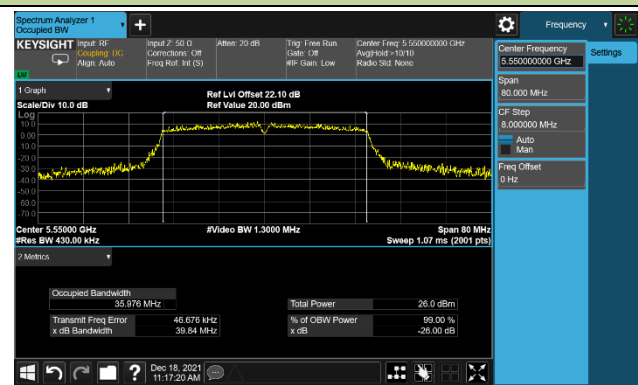 Spectrum Analyzer 1
Occupied BW
+
Frequency
KEYSIGHT
Input: RF
Coupling: DC
Align: Auto
Input Z: 50 Ω
Corrections: Off
Freq Ref: Int (S)
Atten: 20 dB
Trig: Free Run
Gate: Off
#IF Gain: Low
Center Freq: 5.550000000 GHz
Avg|Hold:>10/10
Radio Std: None
Center Frequency
5.550000000 GHz
Settings
Span
80.000 MHz
CF Step
8.000000 MHz
Auto
Man
Freq Offset
0 Hz
1 Graph
Scale/Div 10.0 dB
Ref Lvl Offset 22.10 dB
Ref Value 20.00 dBm
Log
10.0
0.00
-10.0
-20.0
-30.0
-40.0
-50.0
-60.0
-70.0
Center 5.55000 GHz
#Res BW 430.00 kHz
#Video BW 1.3000 MHz
Span 80 MHz
Sweep 1.07 ms (2001 pts)
2 Metrics
Occupied Bandwidth
35.976 MHz
Total Power 26.0 dBm
Transmit Freq Error 46.676 kHz
% of OBW Power 99.00 %
x dB Bandwidth 39.84 MHz
x dB -26.00 dB
?
Dec 18, 2021
11:17:20 AM